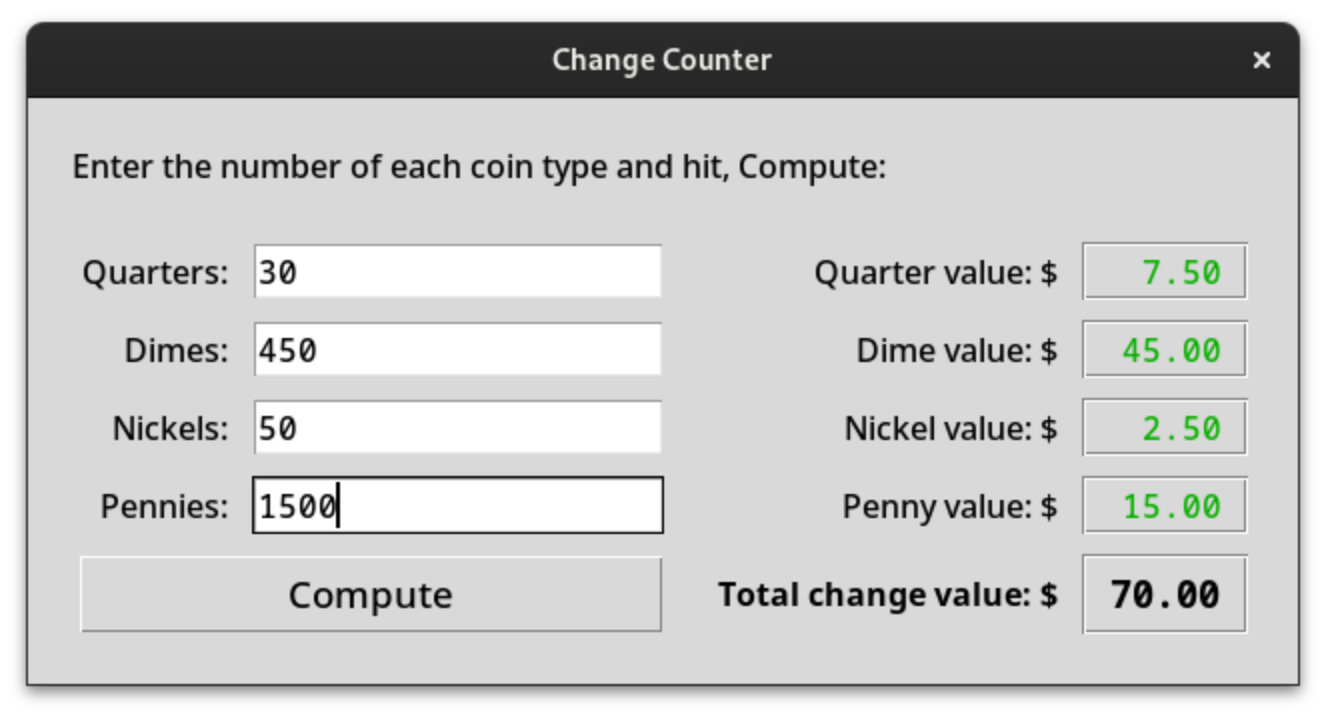 Change Counter ×
Enter the number of each coin type and hit, Compute:
Quarters: 30 Quarter value: $ 7.50
Dimes: 450 Dime value: $ 45.00
Nickels: 50 Nickel value: $ 2.50
Pennies: 1500 Penny value: $ 15.00
Compute Total change value: $ 70.00